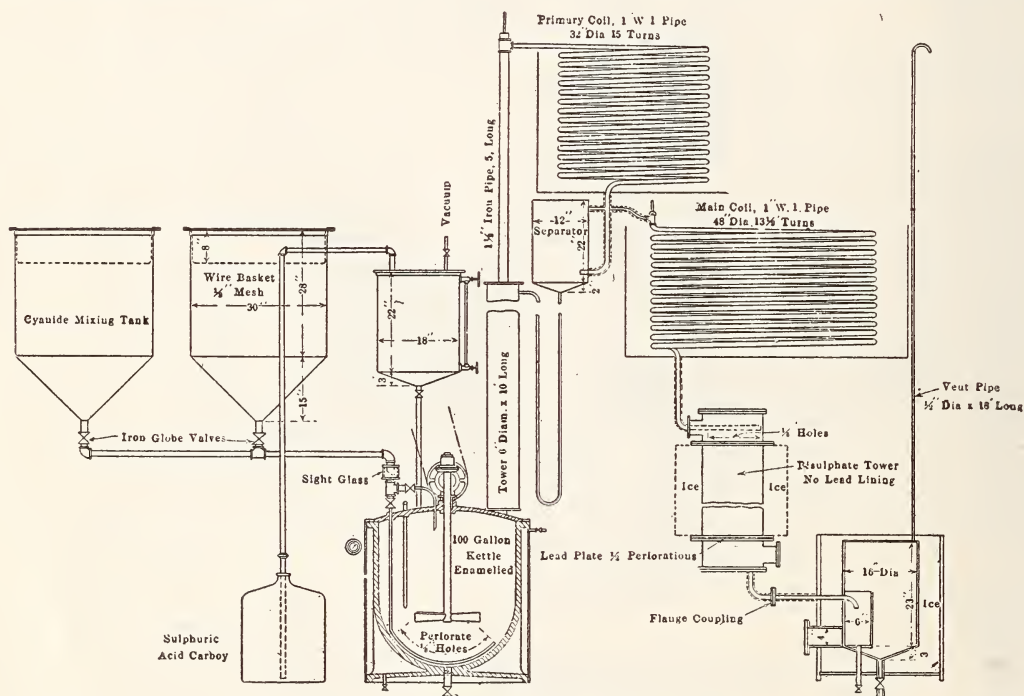 Primary Coil, 1 W I Pipe
32" Dia 15 Turns
1½" Iron Pipe, 5, Long
Vacuum
Main Coil, 1" W. I. Pipe
48" Dia. 13½ Turns
-12"-
Separator
22"
2"
8"
Wire Basket
⅛" Mesh
28"
30"
Cyanide Mixing Tank
15"
22"
18"
3
Tower 6" Diam. x 10' Long
Vent Pipe
½" Dia x 18' Long
Iron Globe Valves
⅛" Holes
Sight Glass
Bisulphate Tower
No Lead Lining
Ice
Ice
100 Gallon
Kettle
Enamelled
Lead Plate ½ Perforations
16" Dia
23"
Ice
6"
4"
3
Flange Coupling
Perforate
Holes
Sulphuric
Acid Carboy